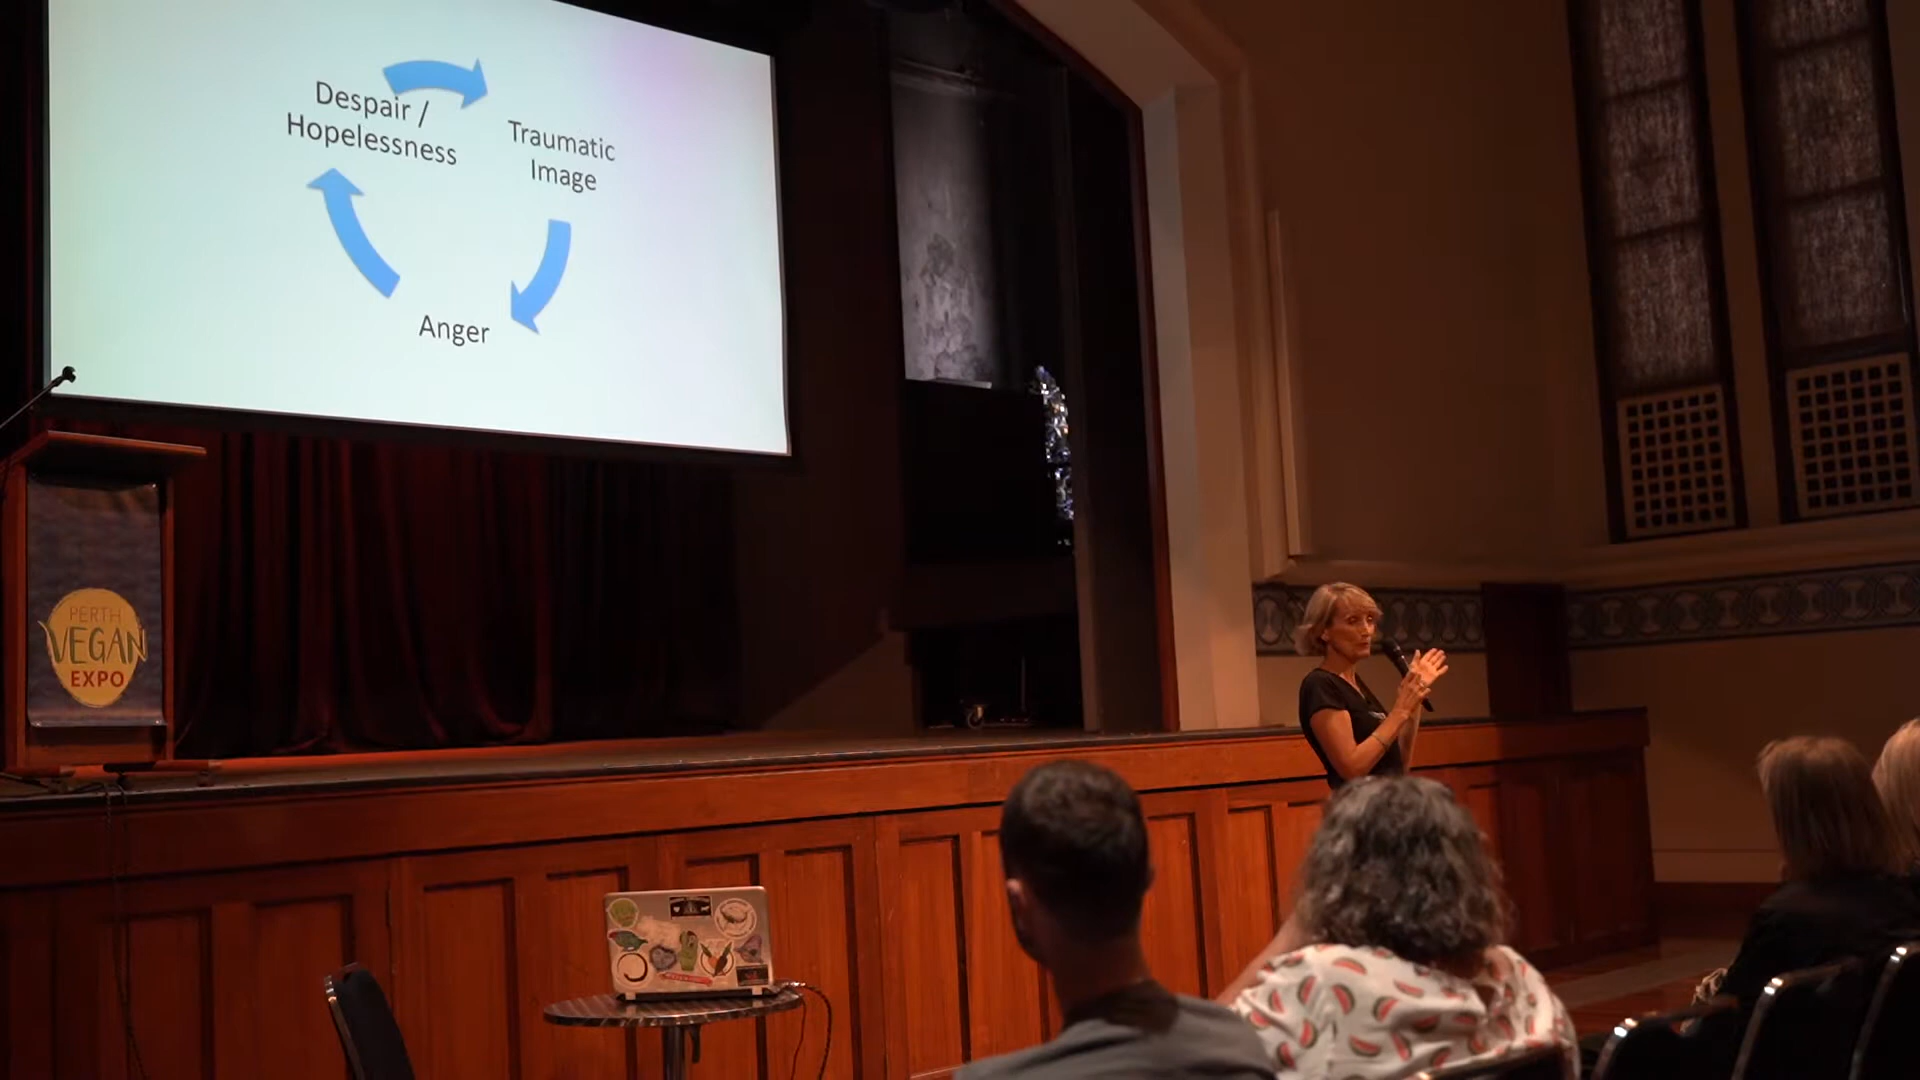 Despair /
Hopelessness
Traumatic
Image
Anger
PERTH
VEGAN
EXPO